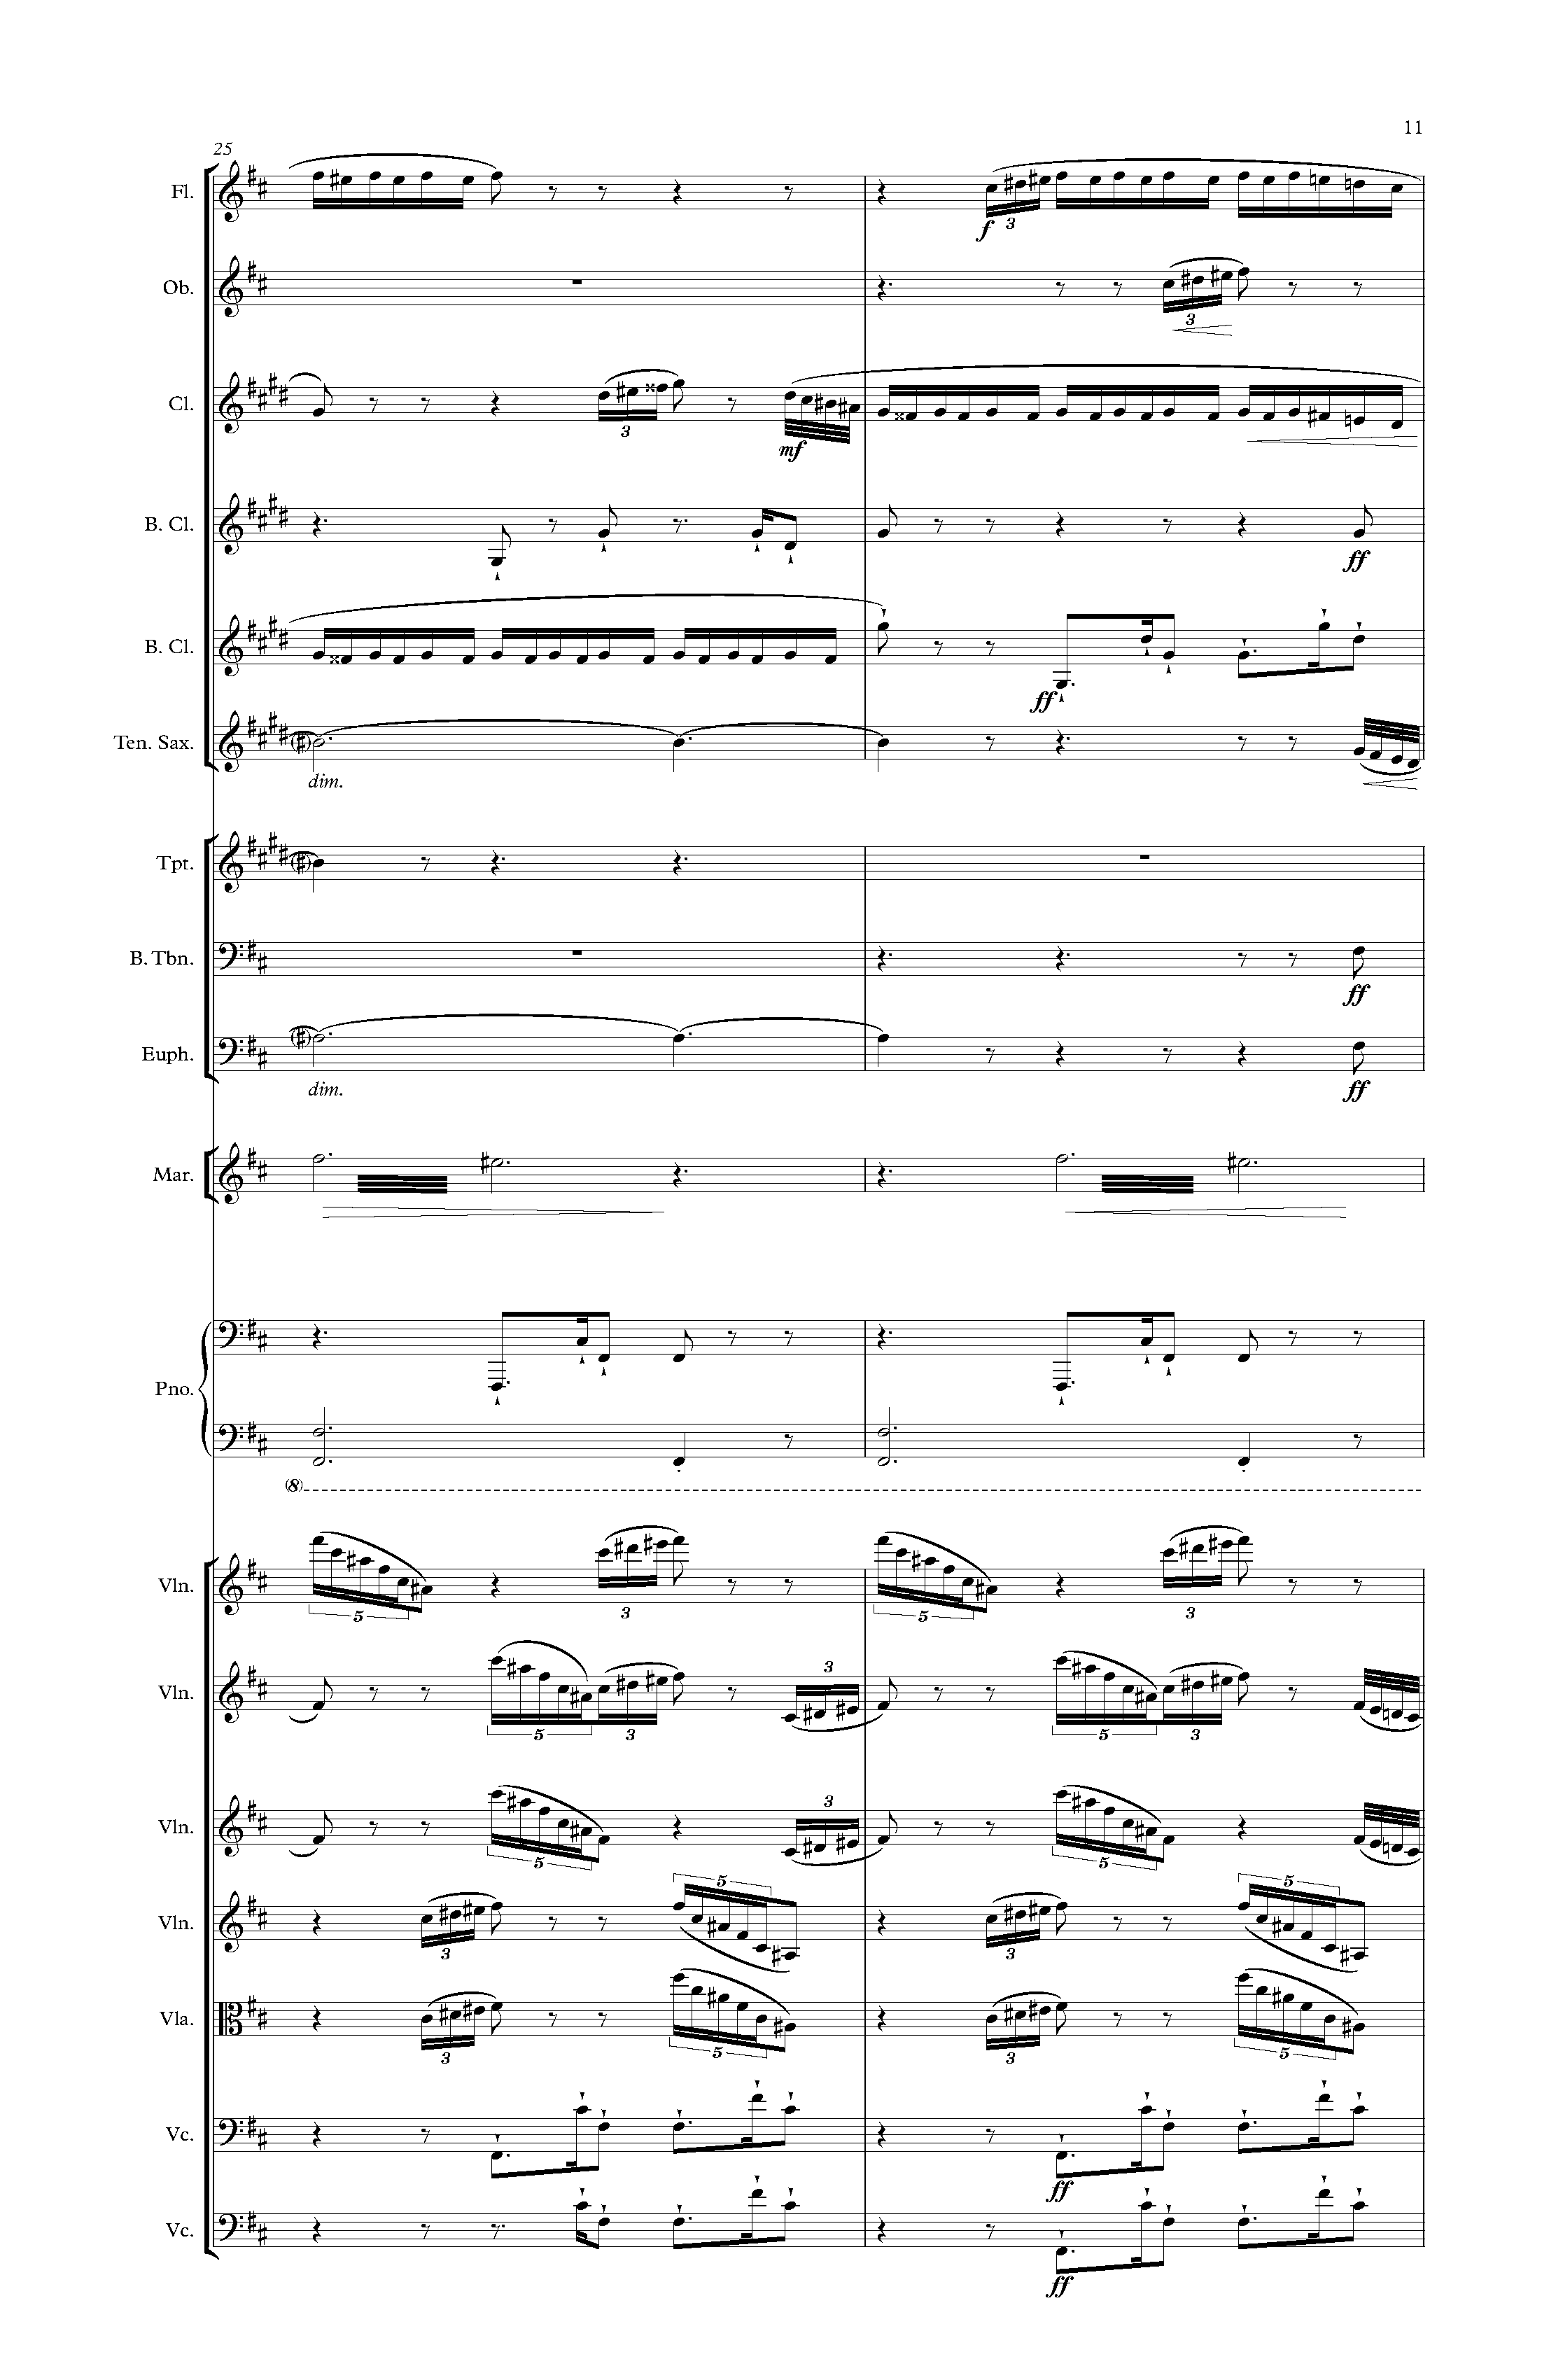 11
25
Fl.
f
3
Ob.
3
Cl.
3
mf
B. Cl.
ff
B. Cl.
ff
Ten. Sax.
dim.
Tpt.
B. Tbn.
ff
Euph.
dim.
ff
Mar.
Pno.
(8)
Vln.
5
3
5
3
Vln.
5
3
3
5
3
Vln.
5
3
5
Vln.
3
5
3
5
Vla.
3
5
3
5
Vc.
ff
Vc.
ff